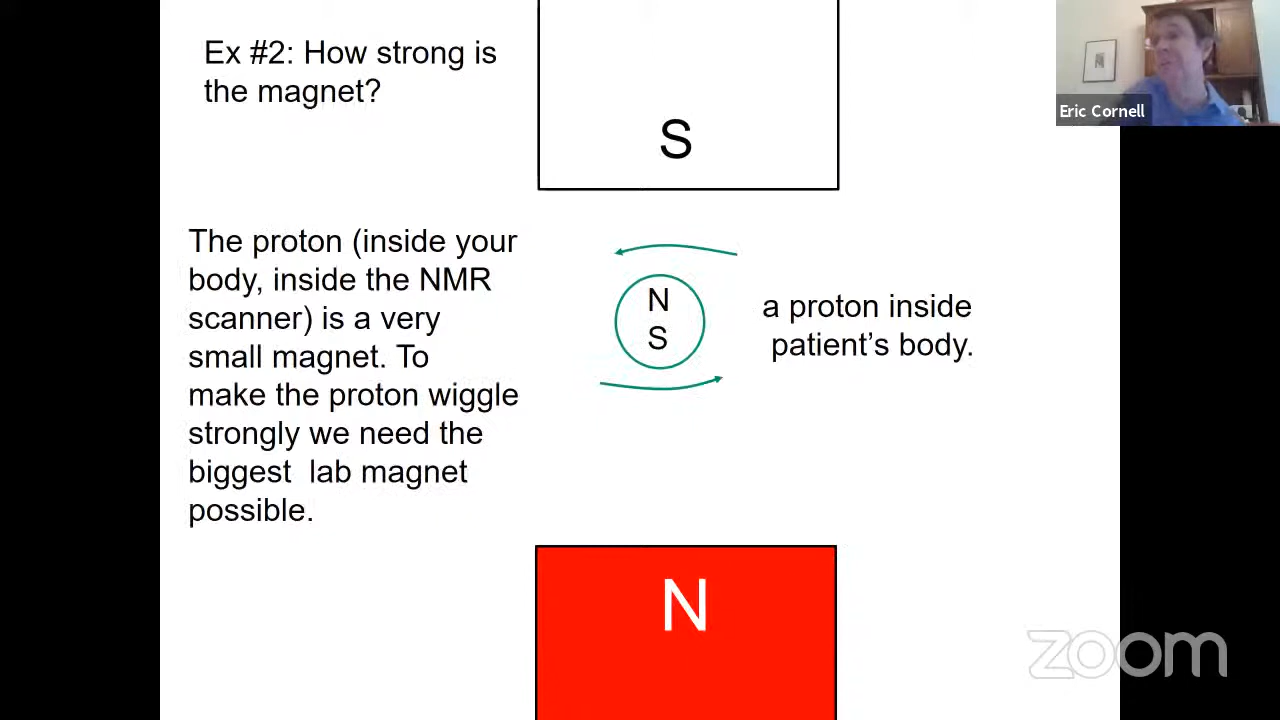 Ex #2: How strong is
the magnet?
S
Eric Cornell
The proton (inside your
body, inside the NMR
scanner) is a very
small magnet. To
make the proton wiggle
strongly we need the
biggest  lab magnet
possible.
N
S
a proton inside
patient’s body.
N
zoom